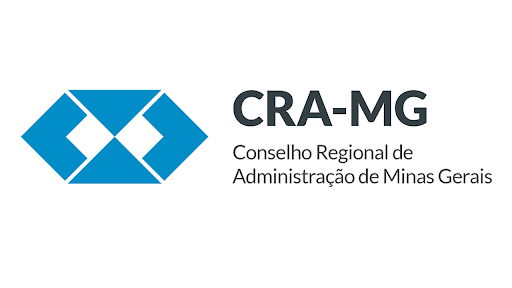 CRA-MG
Conselho Regional de
Administração de Minas Gerais